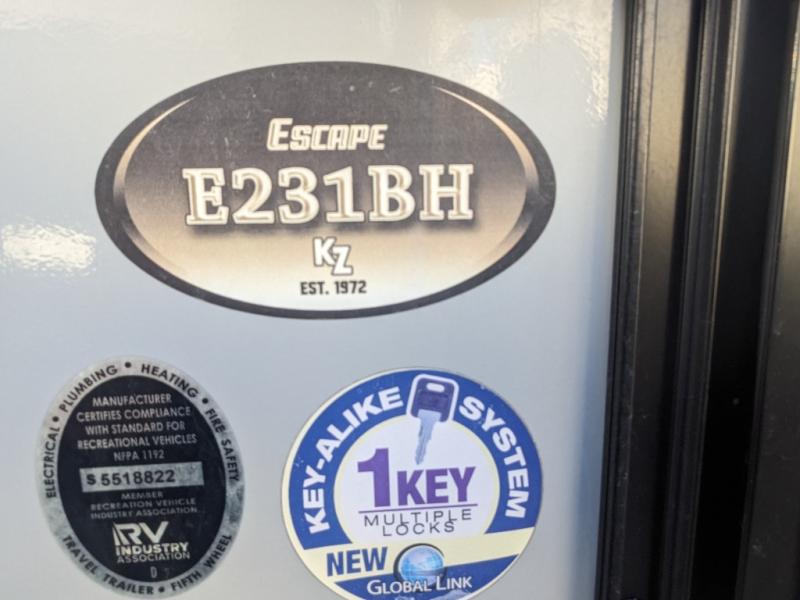 ESCAPE
E231BH
KZ
EST. 1972
ELECTRICAL • PLUMBING • HEATING • FIRE SAFETY
MANUFACTURER
CERTIFIES COMPLIANCE
WITH STANDARD FOR
RECREATIONAL VEHICLES
NFPA 1192
S 5518822
MEMBER
RECREATION VEHICLE
INDUSTRY ASSOCIATION
RV
INDUSTRY
ASSOCIATION
D
TRAVEL TRAILER • FIFTH WHEEL
KEY-ALIKE SYSTEM
1KEY
MULTIPLE
LOCKS
NEW
GLOBAL LINK